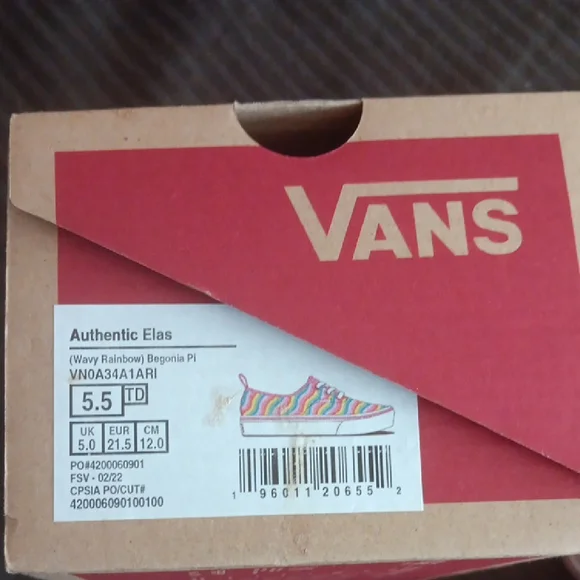 VANS
Authentic Elas
(Wavy Rainbow) Begonia Pi
VN0A34A1ARI
5.5 TD
UK EUR CM
5.0 21.5 12.0
PO#4200060901
FSV - 02/22
CPSIA PO/CUT#
420006090100100
1 96011 20655 2